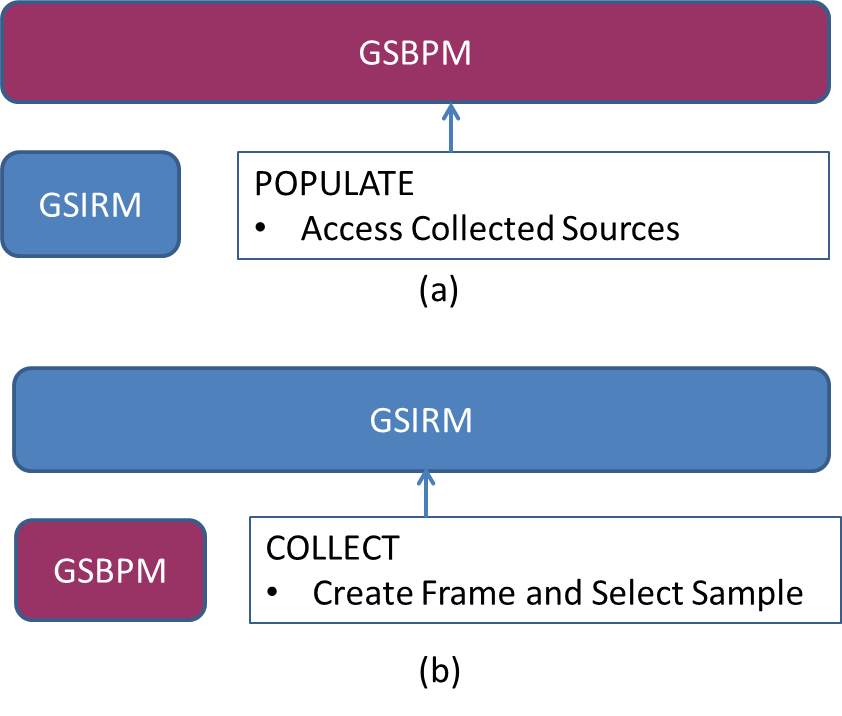 GSBPM
GSIRM
POPULATE
• Access Collected Sources
(a)
GSIRM
GSBPM
COLLECT
• Create Frame and Select Sample
(b)